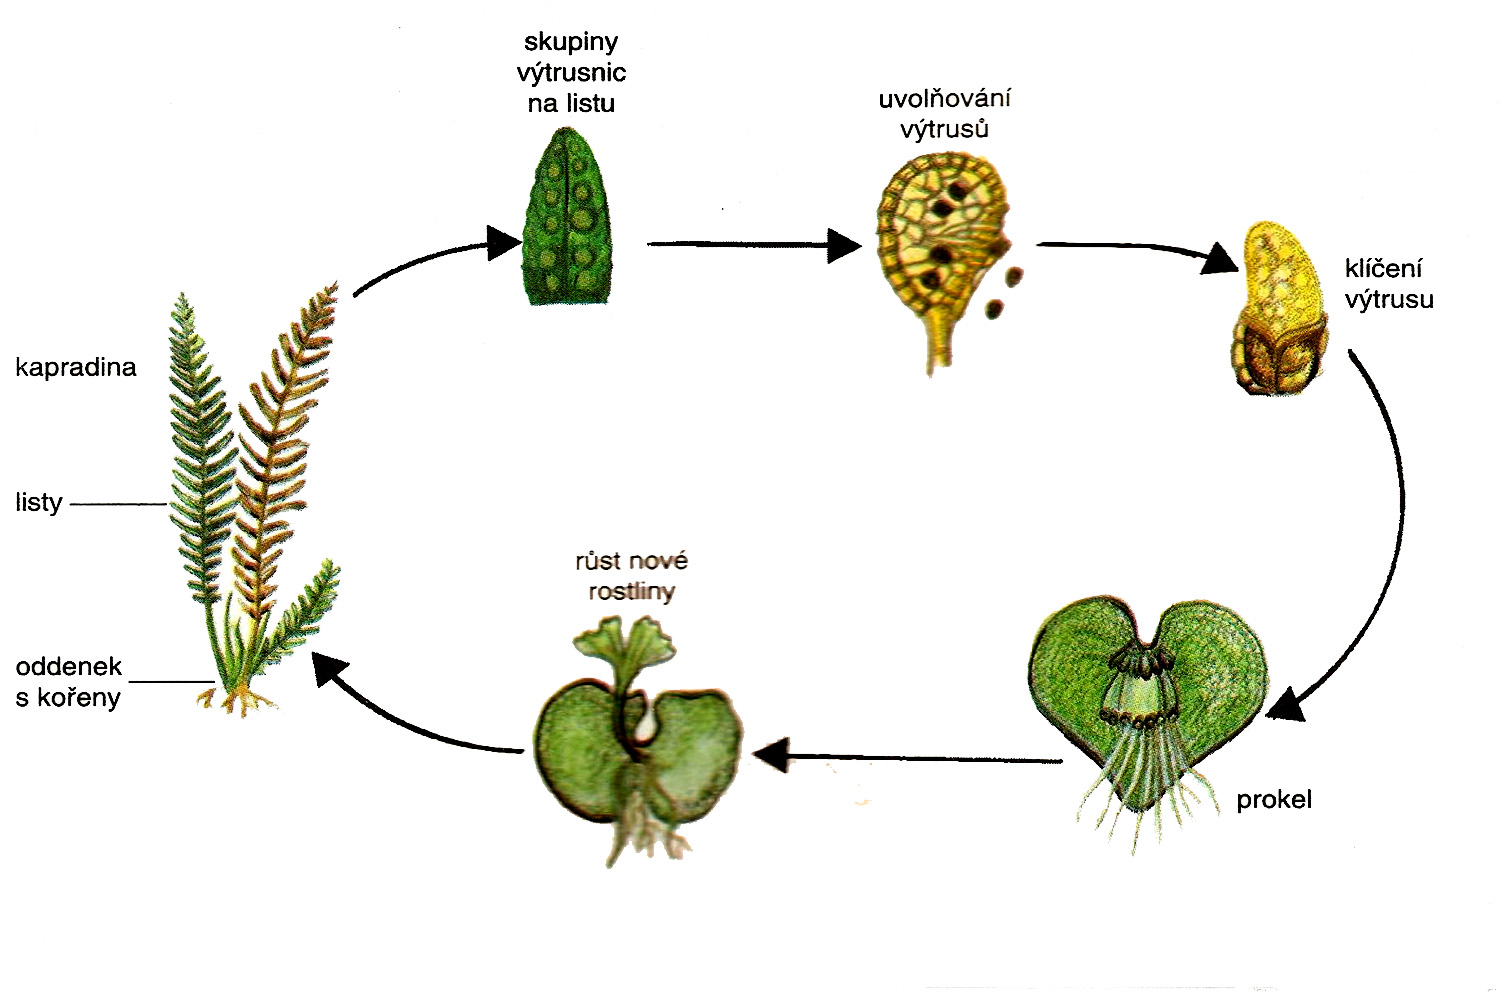 skupiny
výtrusnic
na listu
uvolňování
výtrusů
klíčení
výtrusu
kapradina
listy
oddenek
s kořeny
růst nové
rostliny
prokel